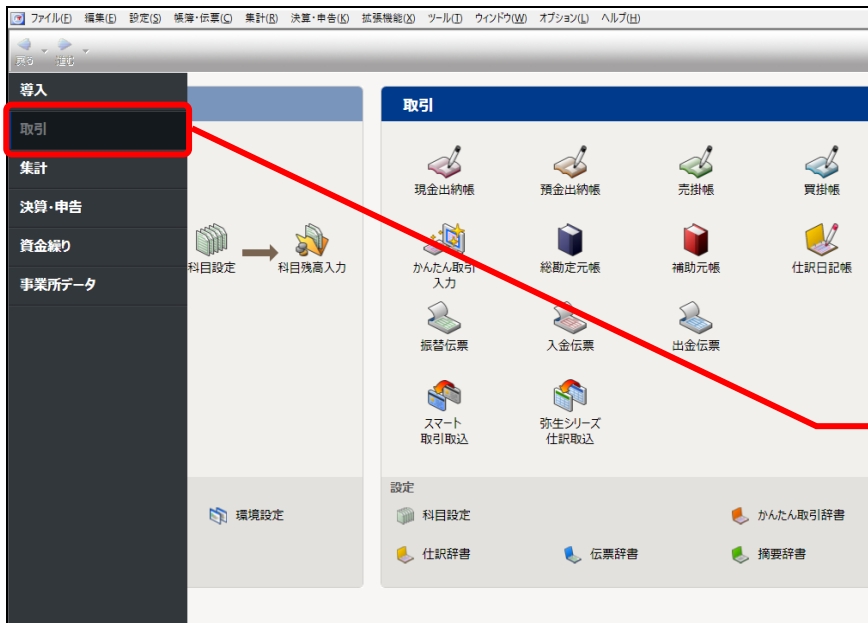 ファイル(F) 編集(E) 設定(S) 帳簿・伝票(C) 集計(R) 決算・申告(K) 拡張機能(X) ツール(T) ウィンドウ(W) オプション(L) ヘルプ(H)
戻る 進む
導入
取引
集計
決算・申告
資金繰り
事業所データ
科目設定 科目残高入力
環境設定
取引
現金出納帳 預金出納帳 売掛帳 買掛帳
かんたん取引 総勘定元帳 補助元帳 仕訳日記帳
入力
振替伝票 入金伝票 出金伝票
スマート 弥生シリーズ
取引取込 仕訳取込
設定
科目設定 かんたん取引辞書
仕訳辞書 伝票辞書 摘要辞書